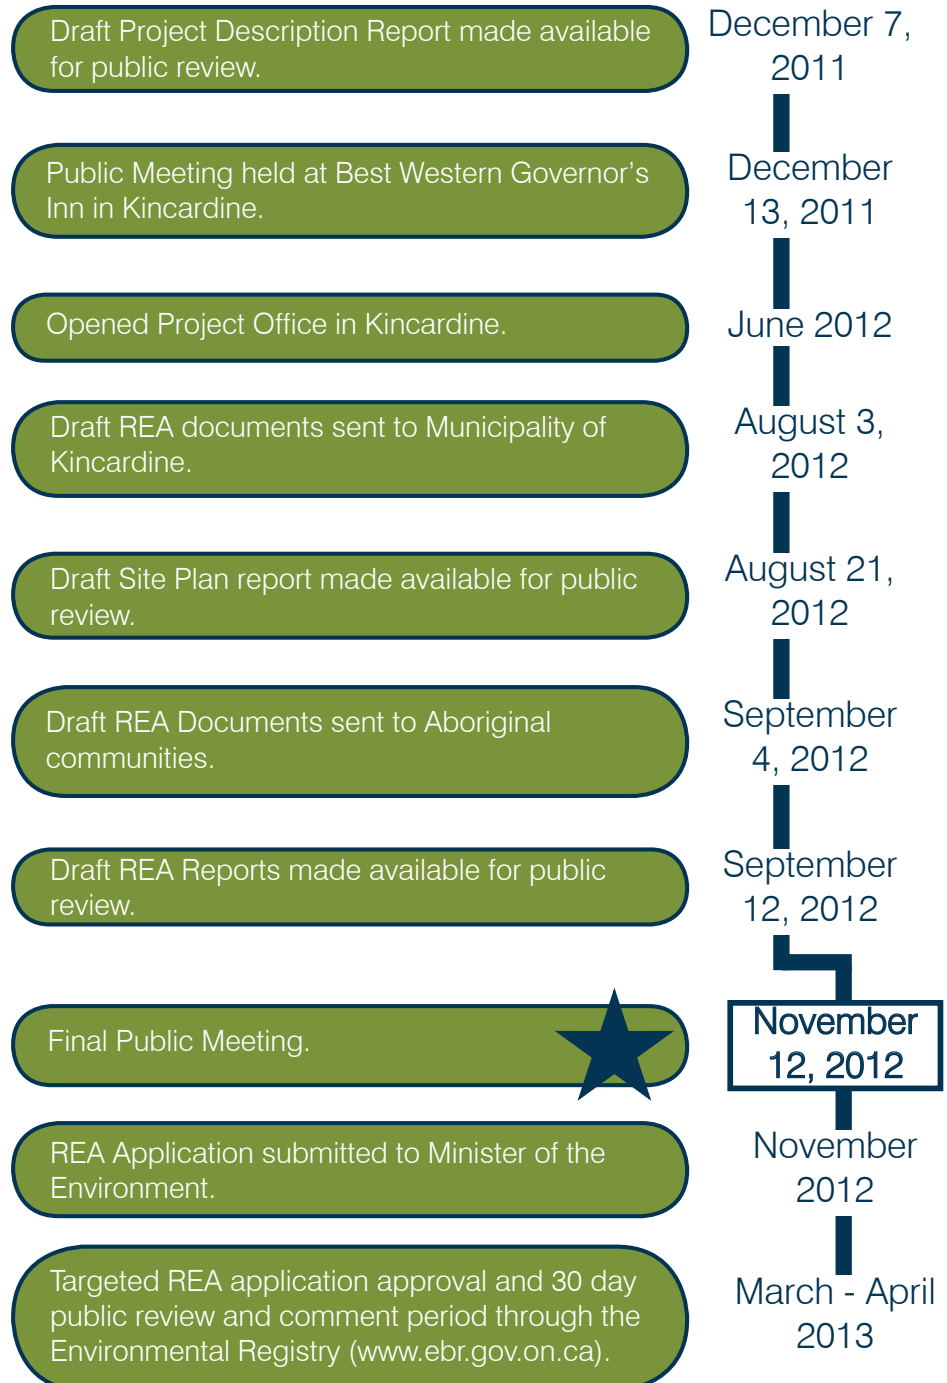 Draft Project Description Report made available
for public review.
December 7,
2011
Public Meeting held at Best Western Governor's
Inn in Kincardine.
December
13, 2011
Opened Project Office in Kincardine.
June 2012
Draft REA documents sent to Municipality of
Kincardine.
August 3,
2012
Draft Site Plan report made available for public
review.
August 21,
2012
Draft REA Documents sent to Aboriginal
communities.
September
4, 2012
Draft REA Reports made available for public
review.
September
12, 2012
Final Public Meeting.
November
12, 2012
REA Application submitted to Minister of the
Environment.
November
2012
Targeted REA application approval and 30 day
public review and comment period through the
Environmental Registry (www.ebr.gov.on.ca).
March - April
2013